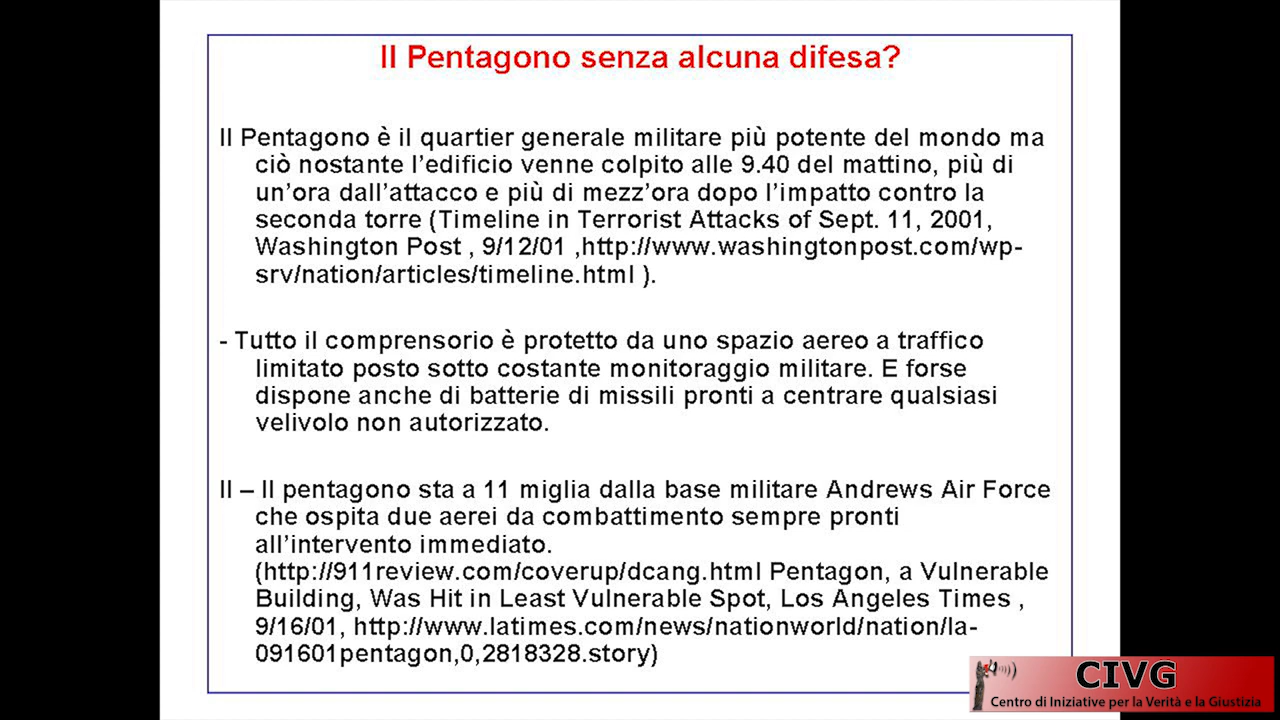 Il Pentagono senza alcuna difesa?
Il Pentagono è il quartier generale militare più potente del mondo ma
ciò nostante l'edificio venne colpito alle 9.40 del mattino, più di
un'ora dall'attacco e più di mezz'ora dopo l'impatto contro la
seconda torre (Timeline in Terrorist Attacks of Sept. 11, 2001,
Washington Post , 9/12/01 ,http://www.washingtonpost.com/wp-
srv/nation/articles/timeline.html ).
- Tutto il comprensorio è protetto da uno spazio aereo a traffico
limitato posto sotto costante monitoraggio militare. E forse
dispone anche di batterie di missili pronti a centrare qualsiasi
velivolo non autorizzato.
II – Il pentagono sta a 11 miglia dalla base militare Andrews Air Force
che ospita due aerei da combattimento sempre pronti
all'intervento immediato.
(http://911review.com/coverup/dcang.html Pentagon, a Vulnerable
Building, Was Hit in Least Vulnerable Spot, Los Angeles Times ,
9/16/01, http://www.latimes.com/news/nationworld/nation/la-
091601pentagon,0,2818328.story)
CIVG
Centro di Iniziative per la Verità e la Giustizia